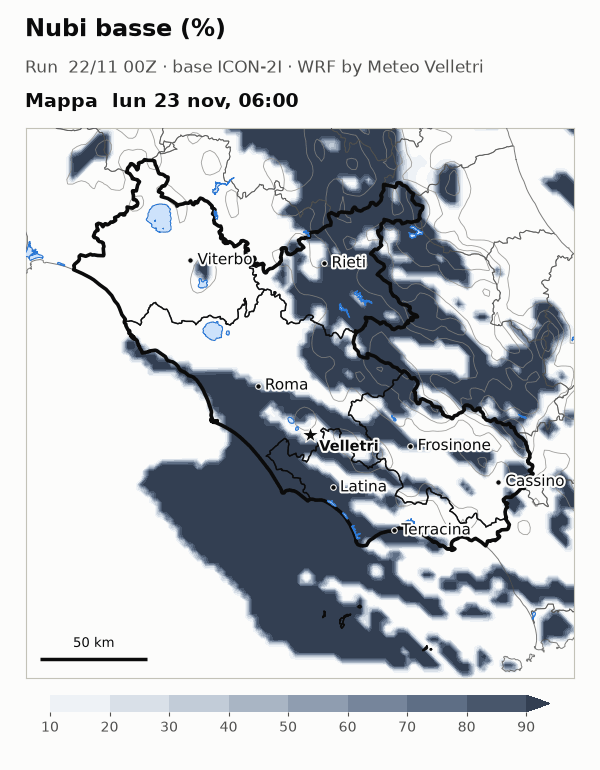 Nubi basse (%)
Run  22/11 00Z · base ICON-2I · WRF by Meteo Velletri
Mappa  lun 23 nov, 06:00
Viterbo
Rieti
Roma
Velletri
Frosinone
Cassino
Latina
Terracina
50 km
10 20 30 40 50 60 70 80 90